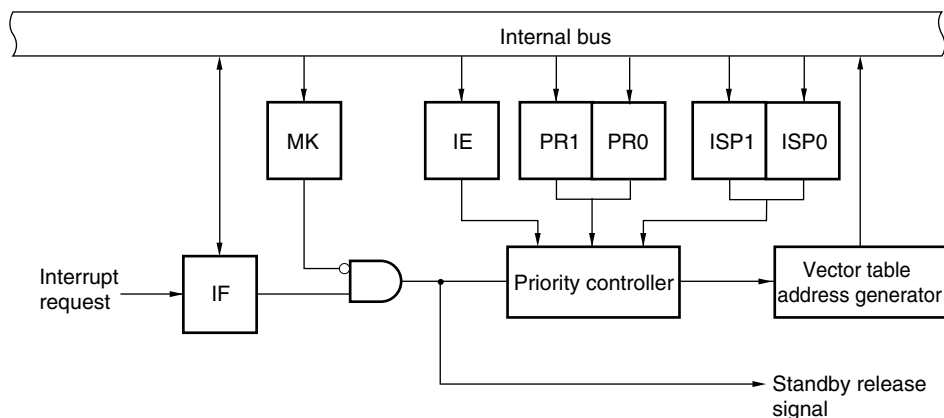 Internal bus
MK
IE
PR1
PR0
ISP1
ISP0
Interrupt
request
IF
Priority controller
Vector table
address generator
Standby release
signal